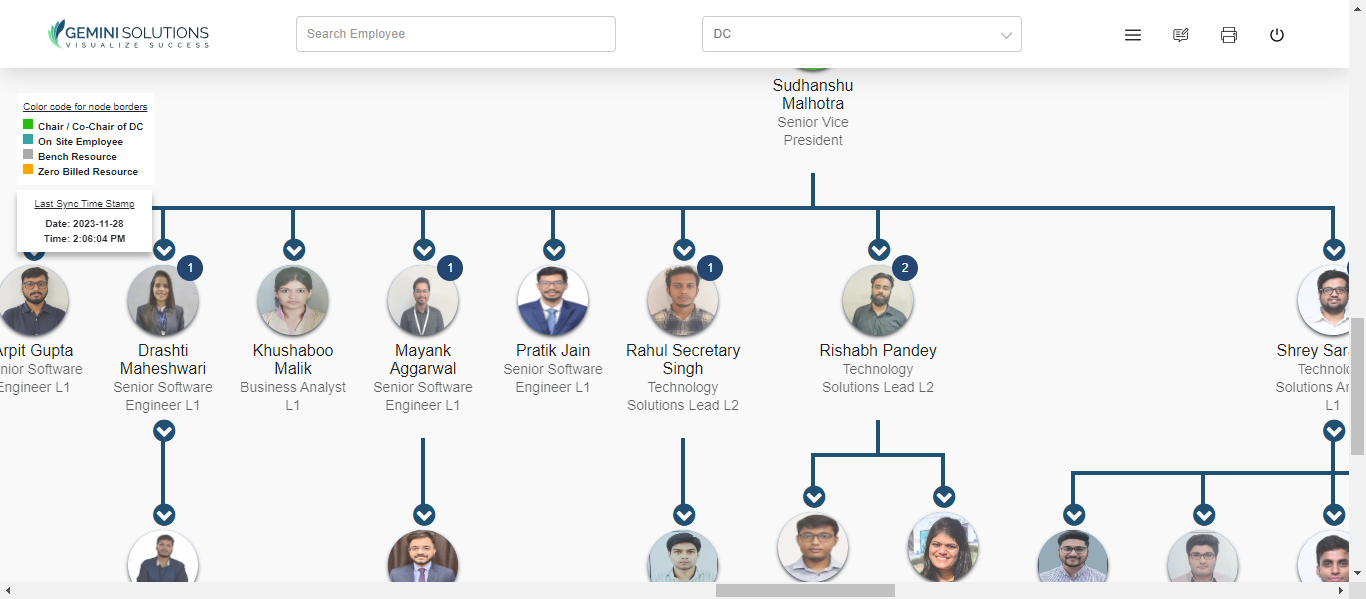 GEMINI SOLUTIONS
VISUALIZE SUCCESS
Search Employee
DC
Sudhanshu
Malhotra
Senior Vice
President
Color code for node borders
Chair / Co-Chair of DC
On Site Employee
Bench Resource
Zero Billed Resource
Last Sync Time Stamp
Date: 2023-11-28
Time: 2:06:04 PM
1
1
1
2
Arpit Gupta
nior Software
Engineer L1
Drashti
Maheshwari
Senior Software
Engineer L1
Khushaboo
Malik
Business Analyst
L1
Mayank
Aggarwal
Senior Software
Engineer L1
Pratik Jain
Senior Software
Engineer L1
Rahul Secretary
Singh
Technology
Solutions Lead L2
Rishabh Pandey
Technology
Solutions Lead L2
Shrey Sar
Technolo
Solutions Ar
L1